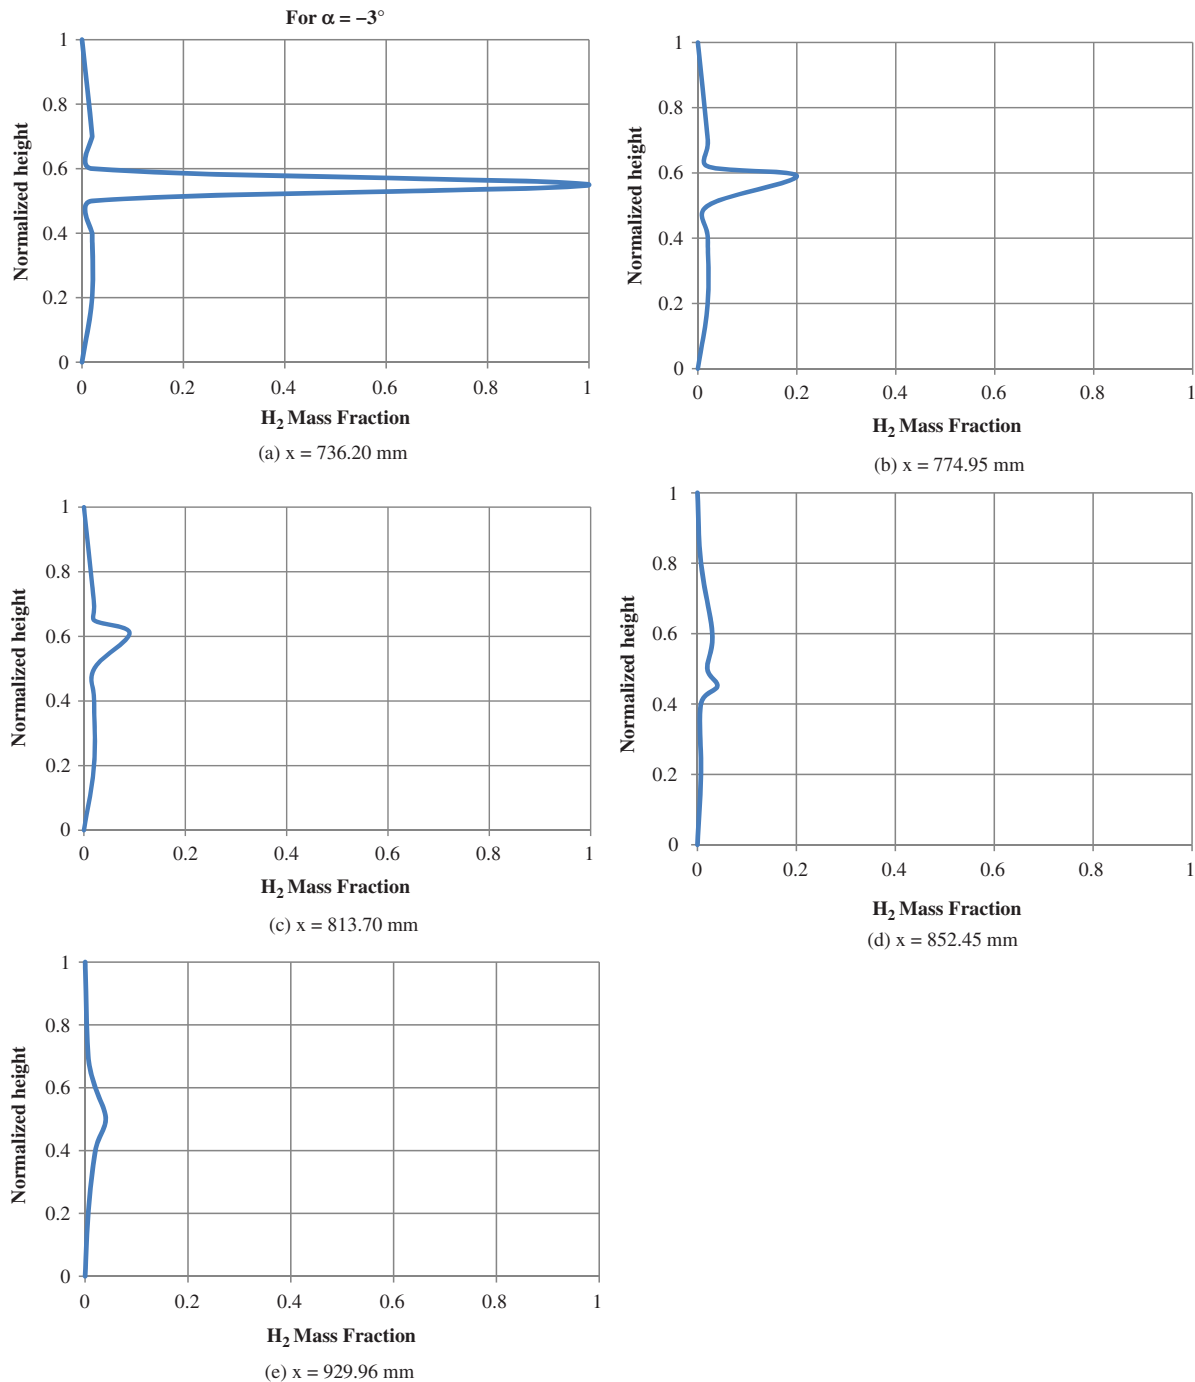 For α = −3°
Normalized height
1
0.8
0.6
0.4
0.2
0
0 0.2 0.4 0.6 0.8 1
H2 Mass Fraction
(a) x = 736.20 mm
Normalized height
1
0.8
0.6
0.4
0.2
0
0 0.2 0.4 0.6 0.8 1
H2 Mass Fraction
(b) x = 774.95 mm
Normalized height
1
0.8
0.6
0.4
0.2
0
0 0.2 0.4 0.6 0.8 1
H2 Mass Fraction
(c) x = 813.70 mm
Normalized height
1
0.8
0.6
0.4
0.2
0
0 0.2 0.4 0.6 0.8 1
H2 Mass Fraction
(d) x = 852.45 mm
Normalized height
1
0.8
0.6
0.4
0.2
0
0 0.2 0.4 0.6 0.8 1
H2 Mass Fraction
(e) x = 929.96 mm